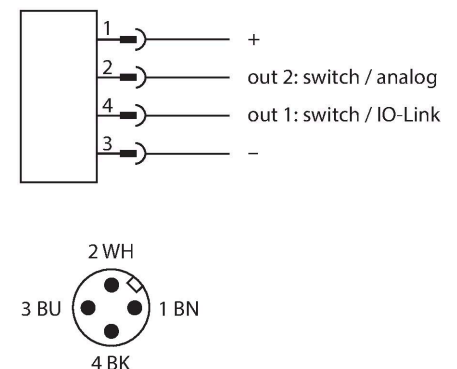 1 +
2 out 2: switch / analog
4 out 1: switch / IO-Link
3 –
2 WH
3 BU 1 BN
4 BK